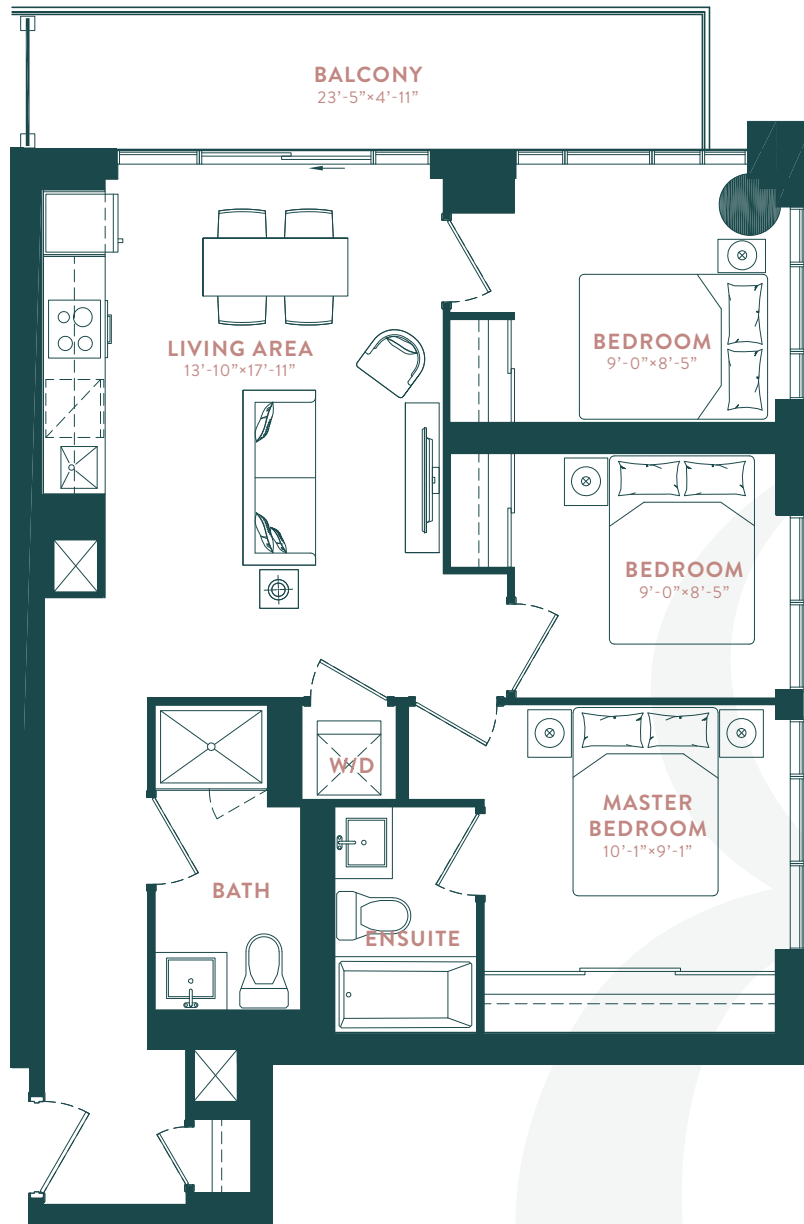 BALCONY
23’-5”×4’-11”
LIVING AREA
13’-10”×17’-11”
BEDROOM
9’-0”×8’-5”
BEDROOM
9’-0”×8’-5”
W/D
MASTER
BEDROOM
10’-1”×9’-1”
BATH
ENSUITE